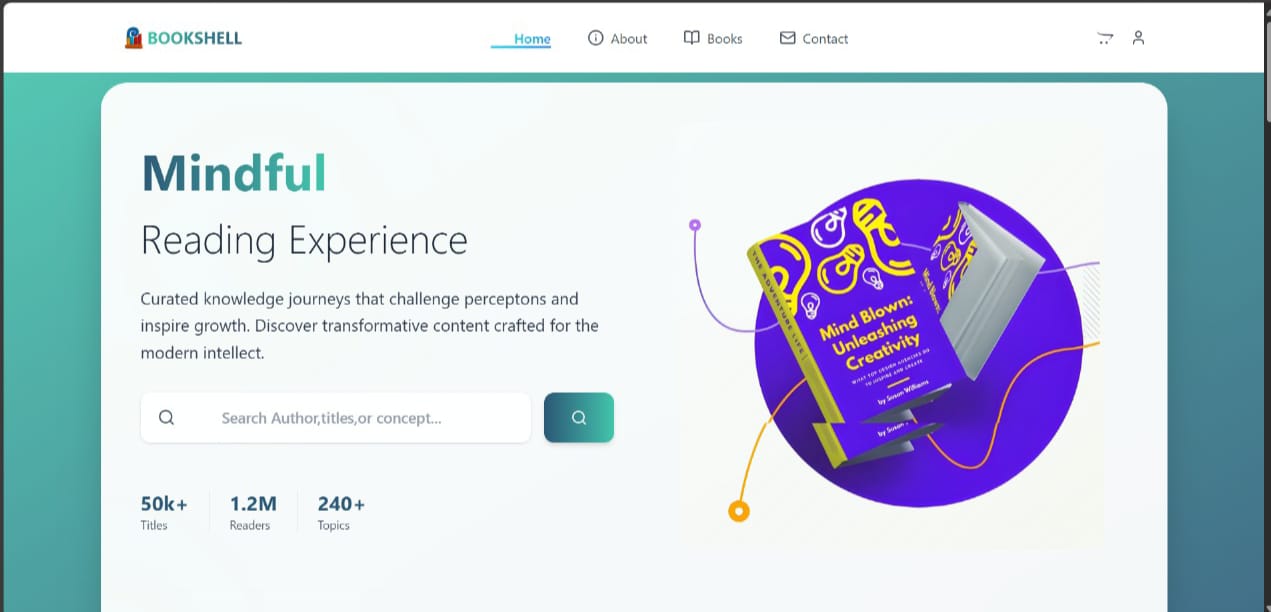 BOOKSHELL
Home
About
Books
Contact
Mindful
Reading Experience
Curated knowledge journeys that challenge perceptons and
inspire growth. Discover transformative content crafted for the
modern intellect.
Search Author,titles,or concept...
50k+
Titles
1.2M
Readers
240+
Topics
THE ADVENTURE LIFE
Mind Blown:
Unleashing
Creativity
WHAT TOP DESIGN AGENCIES DO
TO INSPIRE AND CREATE
by Susan Williams
Mind Blown:
by Susan